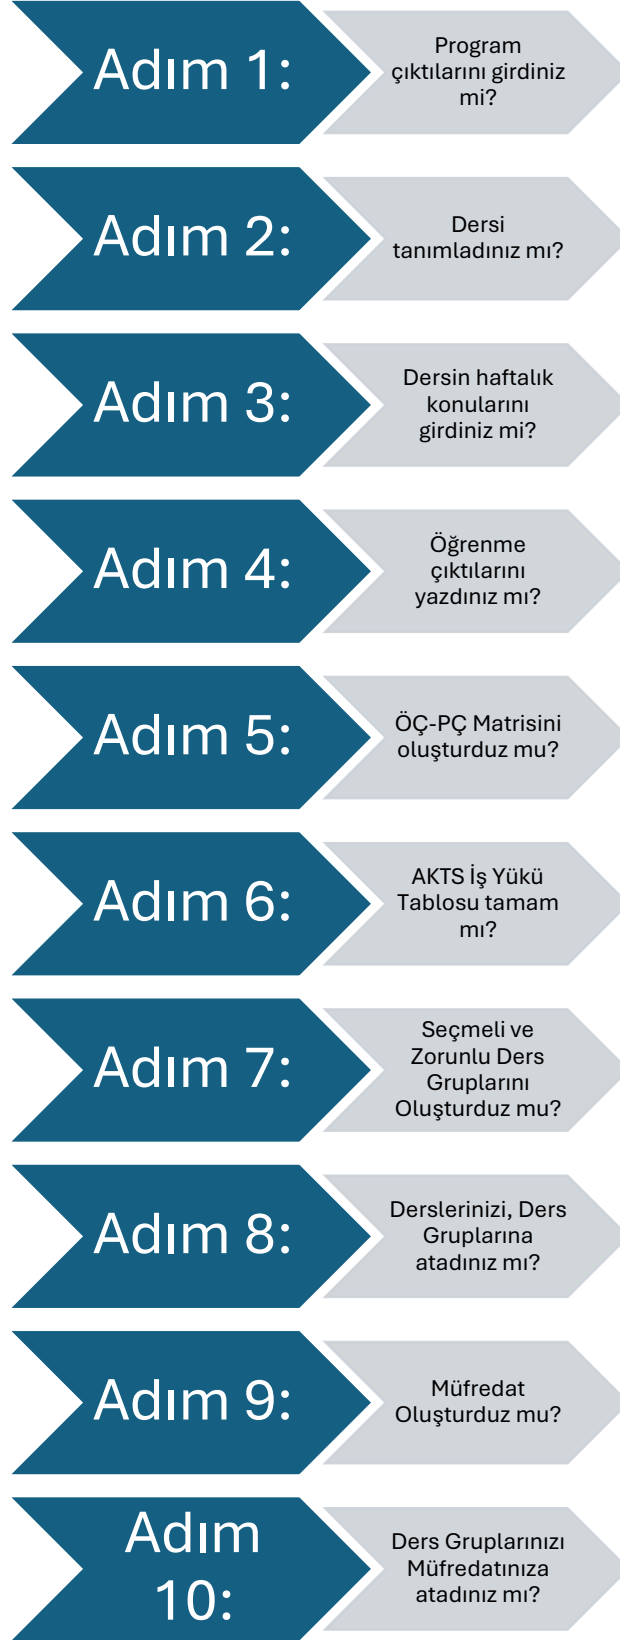 Adım 1:
Program
çıktılarını girdiniz
mi?
Adım 2:
Dersi
tanımladınız mı?
Adım 3:
Dersin haftalık
konularını
girdiniz mi?
Adım 4:
Öğrenme
çıktılarını
yazdınız mı?
Adım 5:
ÖÇ-PÇ Matrisini
oluşturduz mu?
Adım 6:
AKTS İş Yükü
Tablosu tamam
mı?
Adım 7:
Seçmeli ve
Zorunlu Ders
Gruplarını
Oluşturduz mu?
Adım 8:
Derslerinizi, Ders
Gruplarına
atadınız mı?
Adım 9:
Müfredat
Oluşturduz mu?
Adım
10:
Ders Gruplarınızı
Müfredatınıza
atadınız mı?